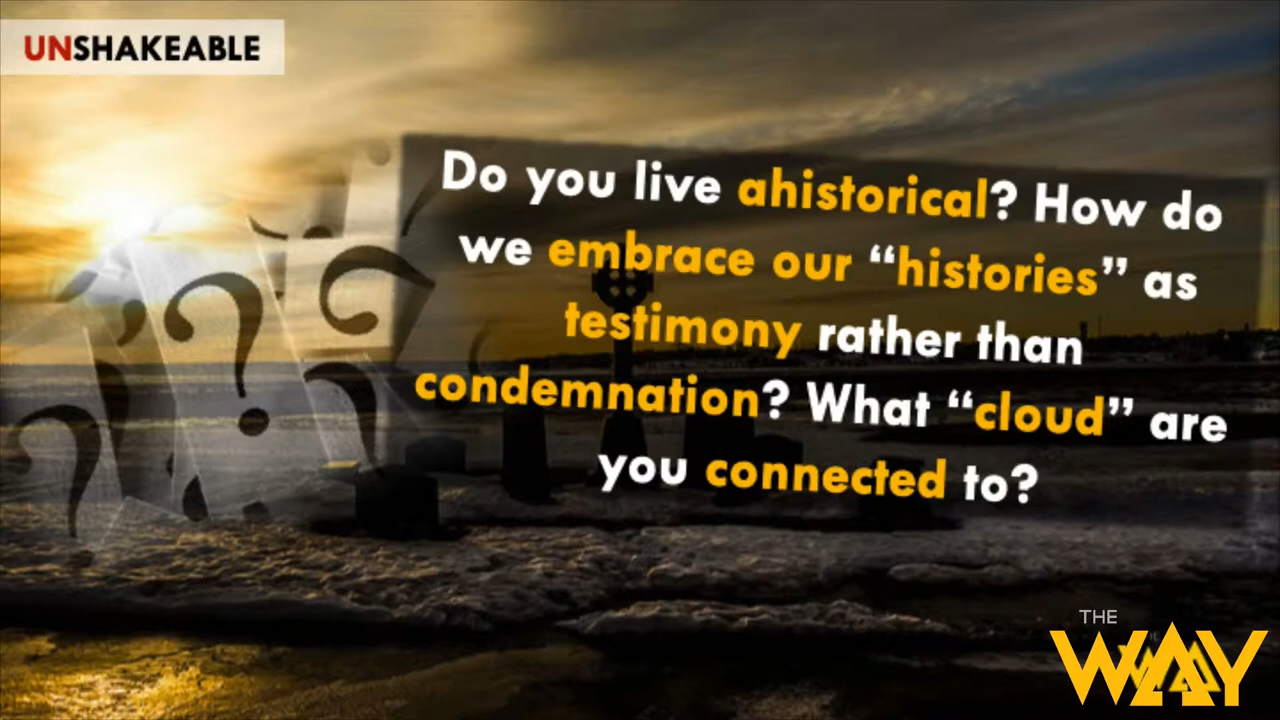 UNSHAKEABLE
Do you live ahistorical? How do
we embrace our “histories” as
testimony rather than
condemnation? What “cloud” are
you connected to?
THE
WAY